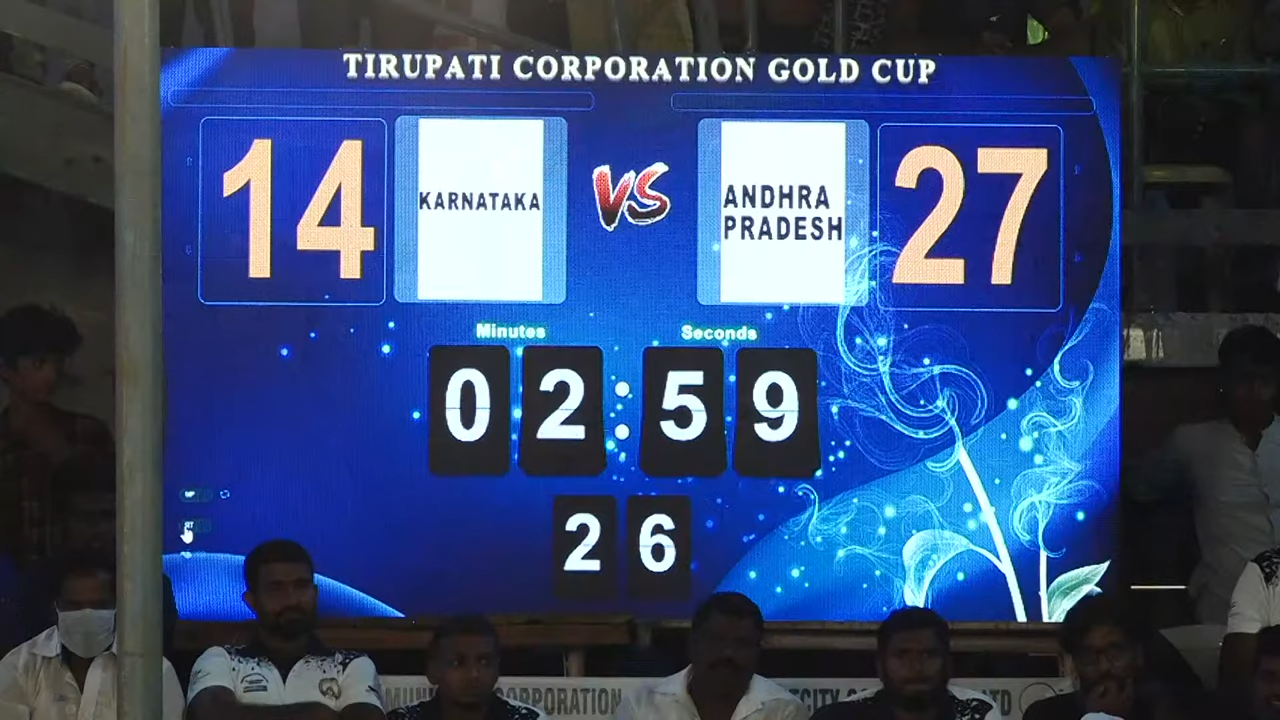 TIRUPATI CORPORATION GOLD CUP
14
KARNATAKA
VS
ANDHRA
PRADESH
27
Minutes
Seconds
02:59
26
CORPORATION